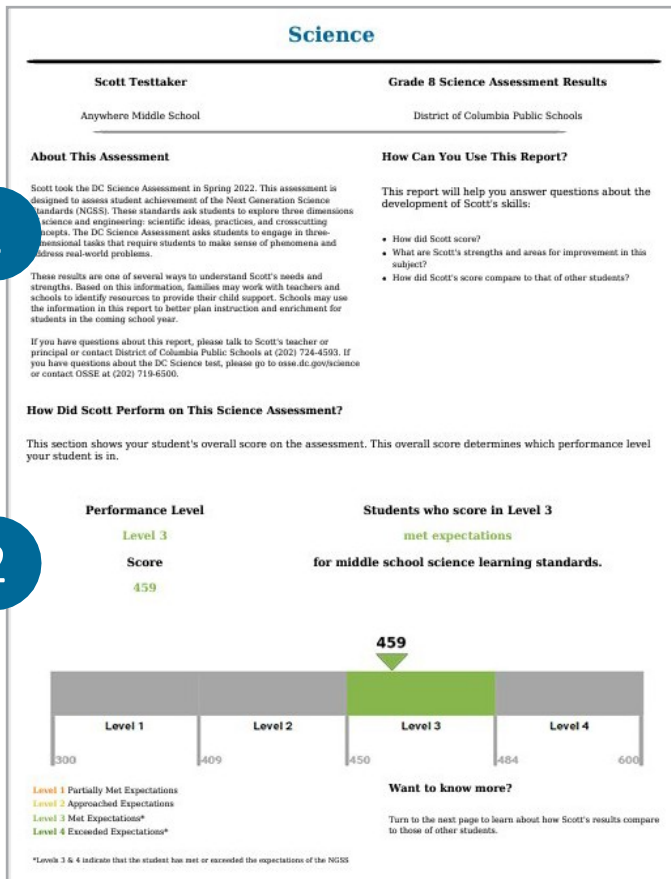 Science
Scott Testtaker
Grade 8 Science Assessment Results
Anywhere Middle School
District of Columbia Public Schools
About This Assessment
Scott took the DC Science Assessment in Spring 2022. This assessment is
designed to assess student achievement of the Next Generation Science
Standards (NGSS). These standards ask students to explore three dimensions
science and engineering: scientific ideas, practices, and crosscutting
The DC Science Assessment asks students to engage in three-
tasks that require students to make sense of phenomena and
real-world problems.
These results are one of several ways to understand Scott's needs and
strengths. Based on this information, families may work with teachers and
schools to identify resources to provide their child support. Schools may use
the information in this report to better plan instruction and enrichment for
students in the coming school year.
If you have questions about this report, please talk to Scott's teacher or
principal or contact District of Columbia Public Schools at (202) 724-4593. If
you have questions about the DC Science test, please go to osse.dc.gov/science
or contact OSSE at (202) 719-6500.
How Can You Use This Report?
This report will help you answer questions about the
development of Scott's skills:
• How did Scott score?
• What are Scott's strengths and areas for improvement in this
subject?
• How did Scott's score compare to that of other students?
How Did Scott Perform on This Science Assessment?
This section shows your student's overall score on the assessment. This overall score determines which performance level
your student is in.
2
Performance Level
Level 3
Score
459
Students who score in Level 3
met expectations
for middle school science learning standards.
459
Level 1 Level 2 Level 3 Level 4
300 409 450 484 600
Level 1 Partially Met Expectations
Level 2 Approached Expectations
Level 3 Met Expectations*
Level 4 Exceeded Expectations*
*Levels 3 & 4 indicate that the student has met or exceeded the expectations of the NGSS
Want to know more?
Turn to the next page to learn about how Scott's results compare
to those of other students.